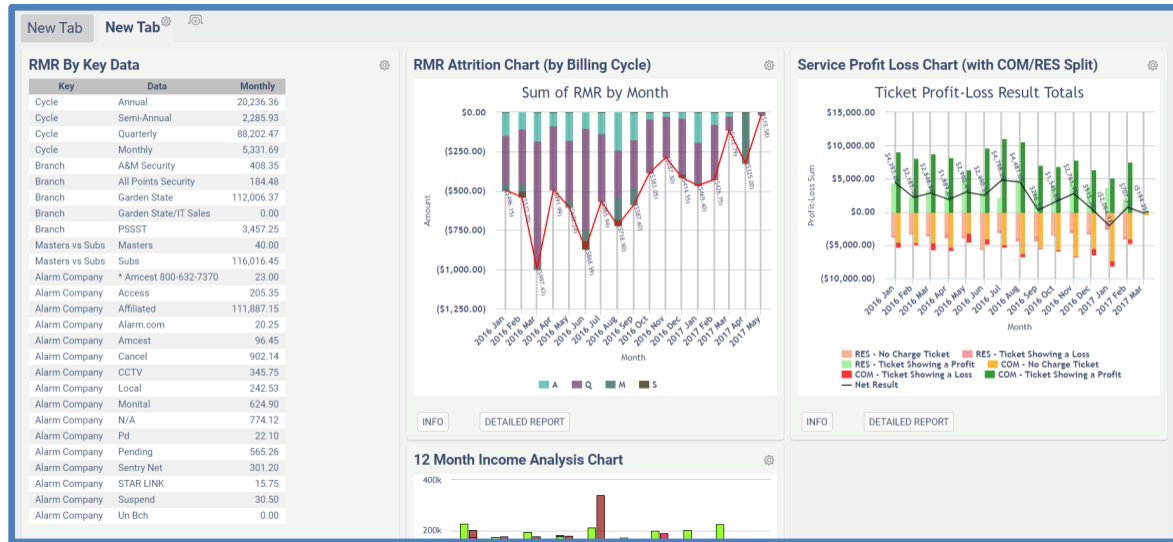 New Tab
New Tab
RMR By Key Data
Key Data Monthly
Cycle Annual 20,236.36
Cycle Semi-Annual 2,285.93
Cycle Quarterly 88,202.47
Cycle Monthly 5,331.69
Branch A&M Security 408.35
Branch All Points Security 184.48
Branch Garden State 112,006.37
Branch Garden State/IT Sales 0.00
Branch PSSST 3,457.25
Masters vs Subs Masters 40.00
Masters vs Subs Subs 116,016.45
Alarm Company * Amcest 800-632-7370 23.00
Alarm Company Access 205.35
Alarm Company Affiliated 111,887.15
Alarm Company Alarm.com 20.25
Alarm Company Amcest 96.45
Alarm Company Cancel 902.14
Alarm Company CCTV 345.75
Alarm Company Local 242.53
Alarm Company Monital 624.90
Alarm Company N/A 774.12
Alarm Company Pd 22.10
Alarm Company Pending 565.26
Alarm Company Sentry Net 301.20
Alarm Company STAR LINK 15.75
Alarm Company Suspend 30.50
Alarm Company Un Bch 0.00
RMR Attrition Chart (by Billing Cycle)
Sum of RMR by Month
Amount
$0.00
($250.00)
($500.00)
($750.00)
($1,000.00)
($1,250.00)
2016 Jan
2016 Feb
2016 Mar
2016 Apr
2016 May
2016 Jun
2016 Jul
2016 Aug
2016 Sep
2016 Oct
2016 Nov
2016 Dec
2017 Jan
2017 Feb
2017 Mar
2017 Apr
2017 May
Month
A Q M S
INFO DETAILED REPORT
Service Profit Loss Chart (with COM/RES Split)
Ticket Profit-Loss Result Totals
Profit-Loss Sum
$15,000.00
$10,000.00
$5,000.00
$0.00
($5,000.00)
($10,000.00)
2016 Jan
2016 Feb
2016 Mar
2016 Apr
2016 May
2016 Jun
2016 Jul
2016 Aug
2016 Sep
2016 Oct
2016 Nov
2016 Dec
2017 Jan
2017 Feb
2017 Mar
Month
RES - No Charge Ticket RES - Ticket Showing a Loss
RES - Ticket Showing a Profit COM - No Charge Ticket
COM - Ticket Showing a Loss COM - Ticket Showing a Profit
Net Result
INFO DETAILED REPORT
12 Month Income Analysis Chart
400k
200k